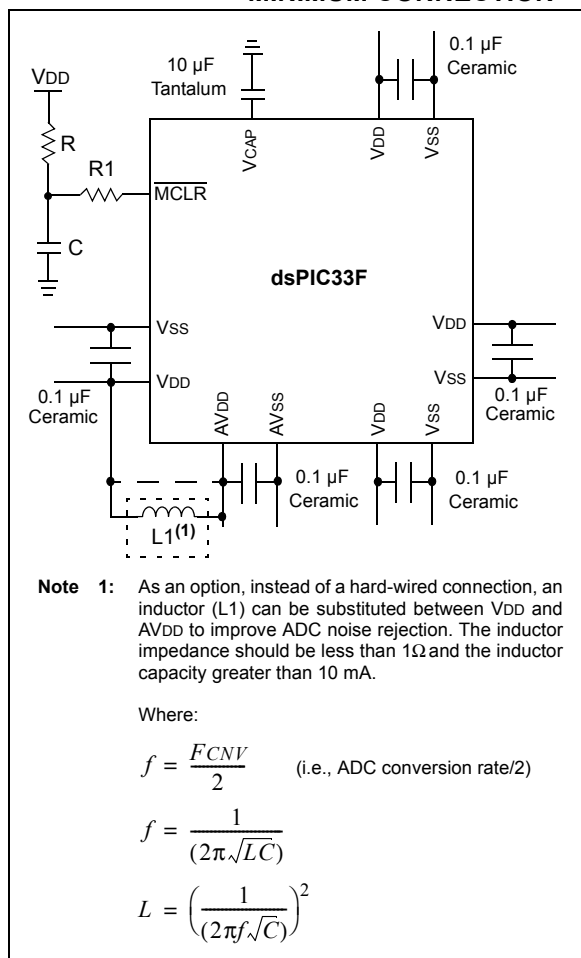 VDD
R
R1
C
10 µF
Tantalum
0.1 µF
Ceramic
VCAP
VDD
VSS
MCLR
dsPIC33F
VSS
VDD
0.1 µF
Ceramic
VDD
VSS
0.1 µF
Ceramic
AVDD
AVSS
VDD
VSS
0.1 µF
Ceramic
0.1 µF
Ceramic
L1(1)
Note 1: As an option, instead of a hard-wired connection, an
inductor (L1) can be substituted between VDD and
AVDD to improve ADC noise rejection. The inductor
impedance should be less than 1Ω and the inductor
capacity greater than 10 mA.
Where:
f = FCNV / 2 (i.e., ADC conversion rate/2)
f = 1 / (2π√LC)
L = (1 / (2πf√C))²